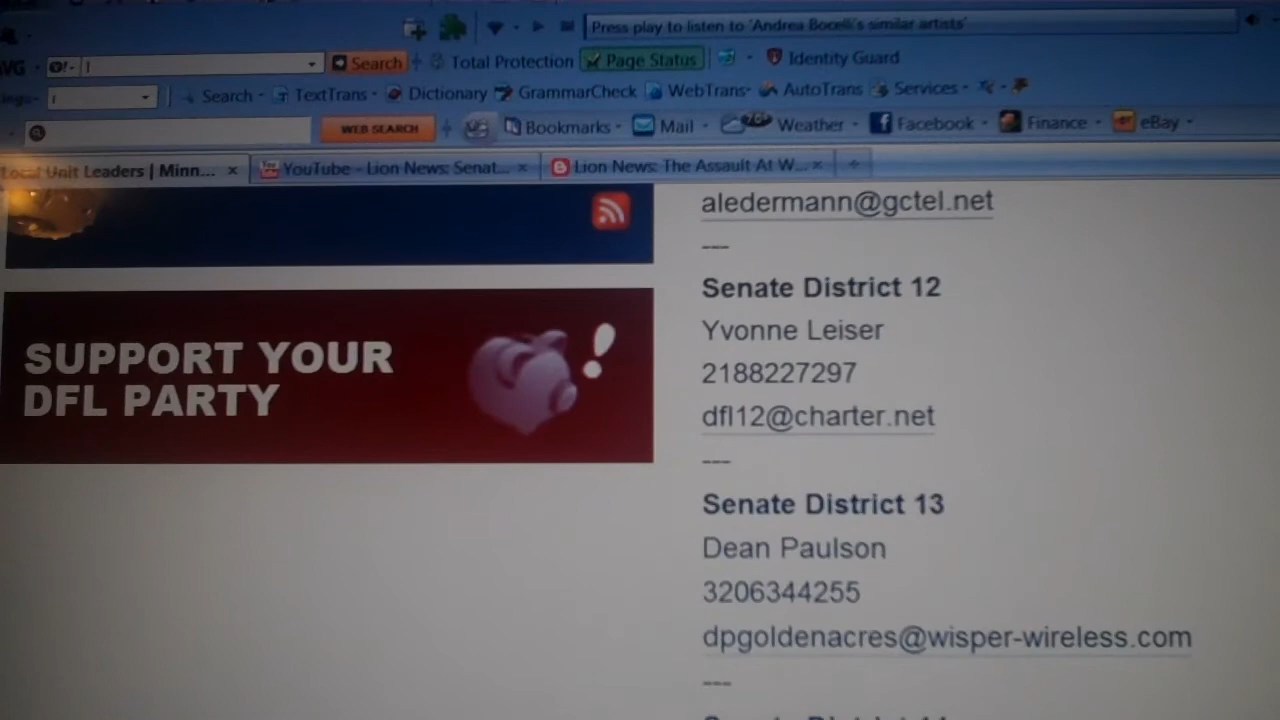 Press play to listen to 'Andrea Bocelli's similar artists'
AVG
Search
Total Protection
Page Status
Identity Guard
Search
TextTrans
Dictionary
GrammarCheck
WebTrans
AutoTrans
Services
WEB SEARCH
Bookmarks
Mail
Weather
Facebook
Finance
eBay
Local Unit Leaders | Minn...
YouTube - Lion News: Senat...
Lion News: The Assault At W...
aledermann@gctel.net
---
Senate District 12
Yvonne Leiser
2188227297
dfl12@charter.net
---
Senate District 13
Dean Paulson
3206344255
dpgoldenacres@wisper-wireless.com
---
SUPPORT YOUR
DFL PARTY